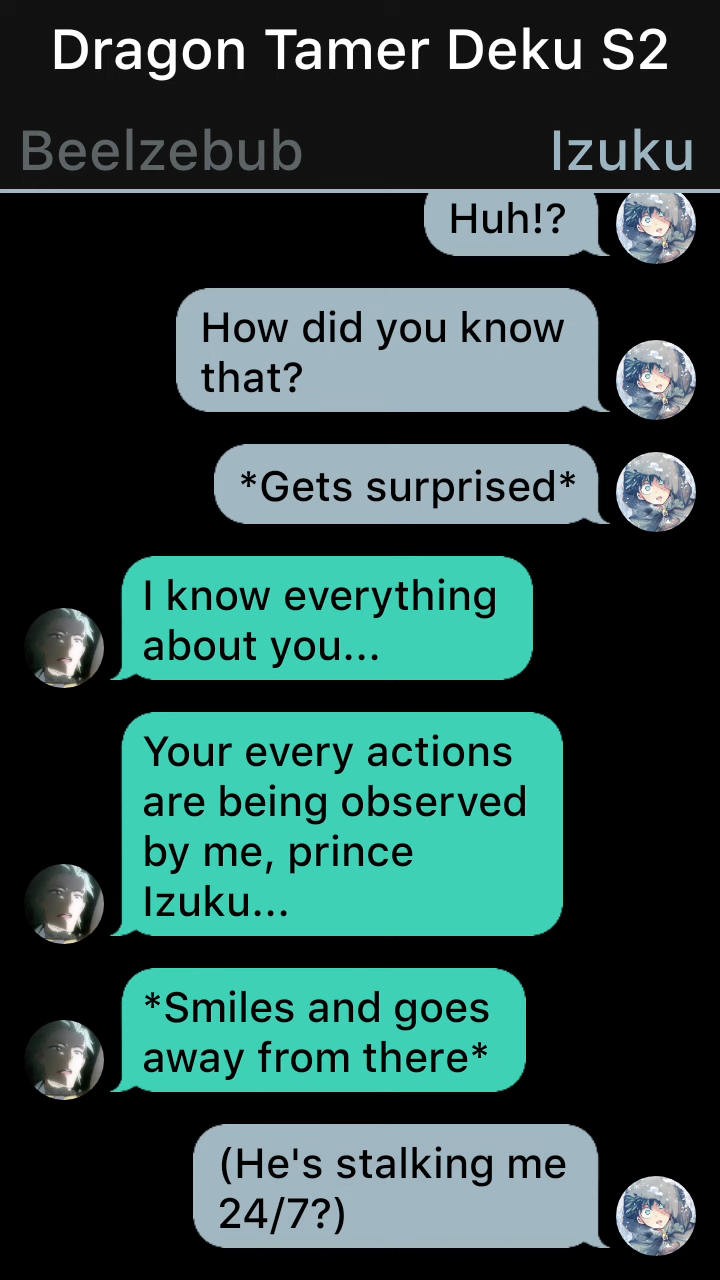 Dragon Tamer Deku S2
Beelzebub
Izuku
Huh!?
How did you know
that?
*Gets surprised*
I know everything
about you...
Your every actions
are being observed
by me, prince
Izuku...
*Smiles and goes
away from there*
(He's stalking me
24/7?)